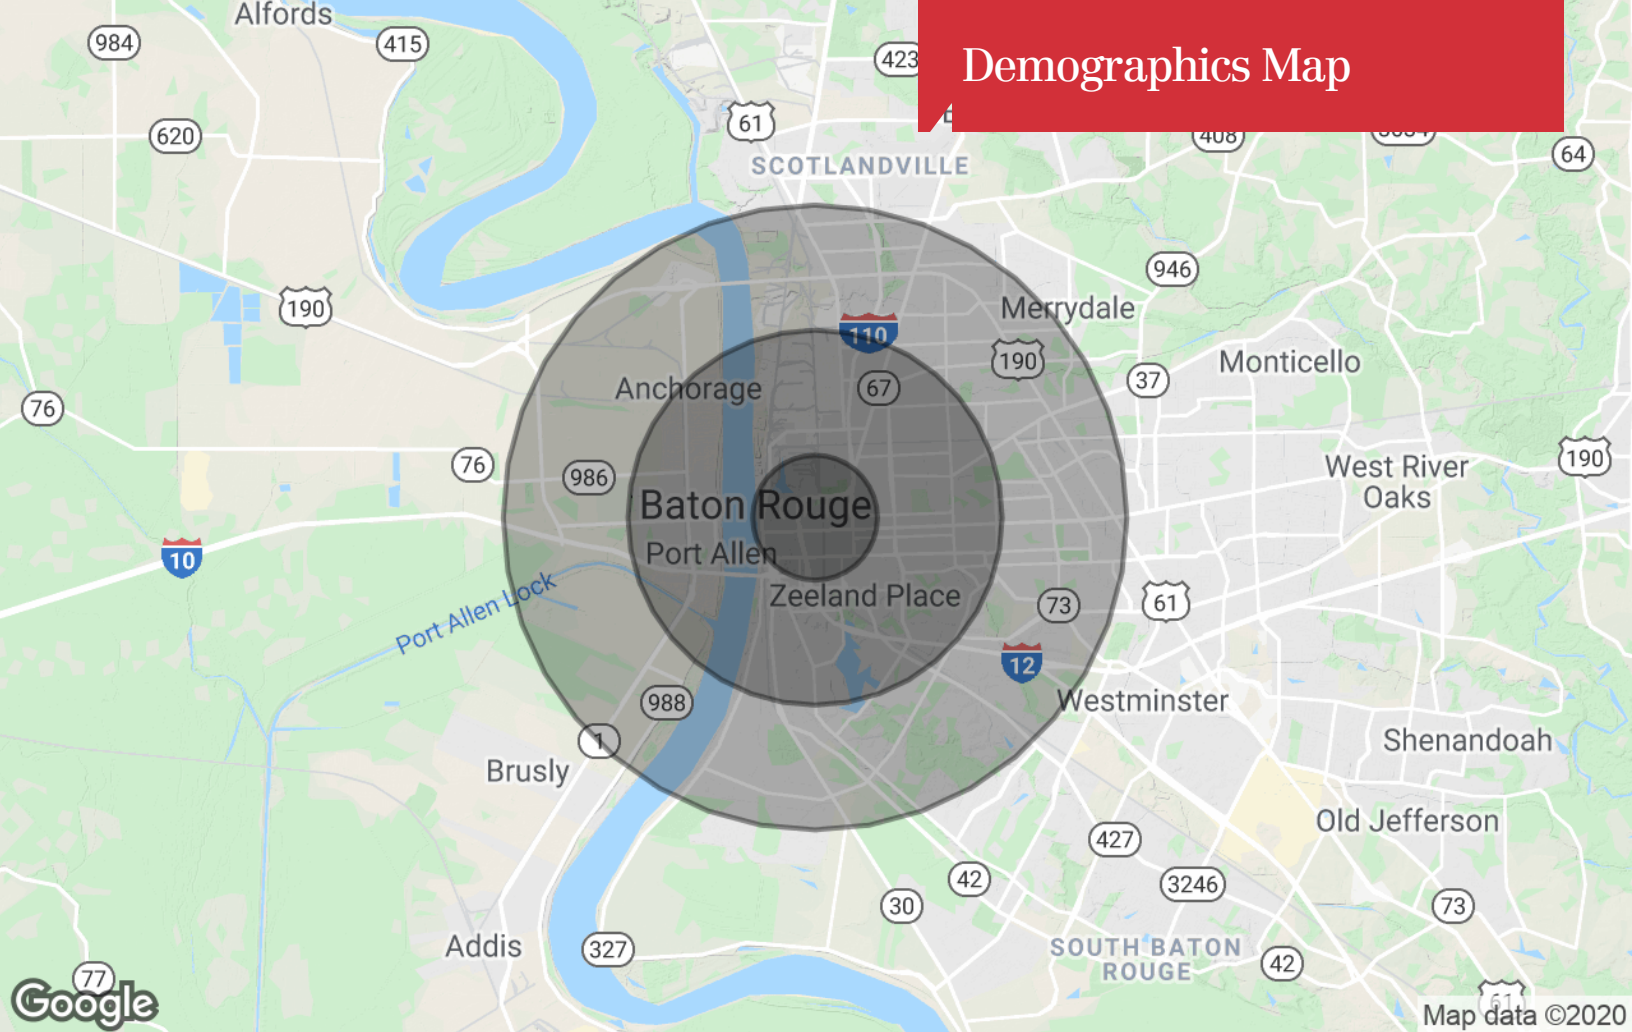 Alfords
984
415
423
Demographics Map
61
620
408
64
SCOTLANDVILLE
946
190
Merrydale
110
190
Monticello
37
Anchorage
67
76
190
76
986
West River
Oaks
Baton Rouge
Port Allen
10
Zeeland Place
Port Allen Lock
73
61
12
988
Westminster
1
Shenandoah
Brusly
Old Jefferson
427
42
3246
30
73
Addis
327
SOUTH BATON
ROUGE
42
77
Google
61
Map data ©2020